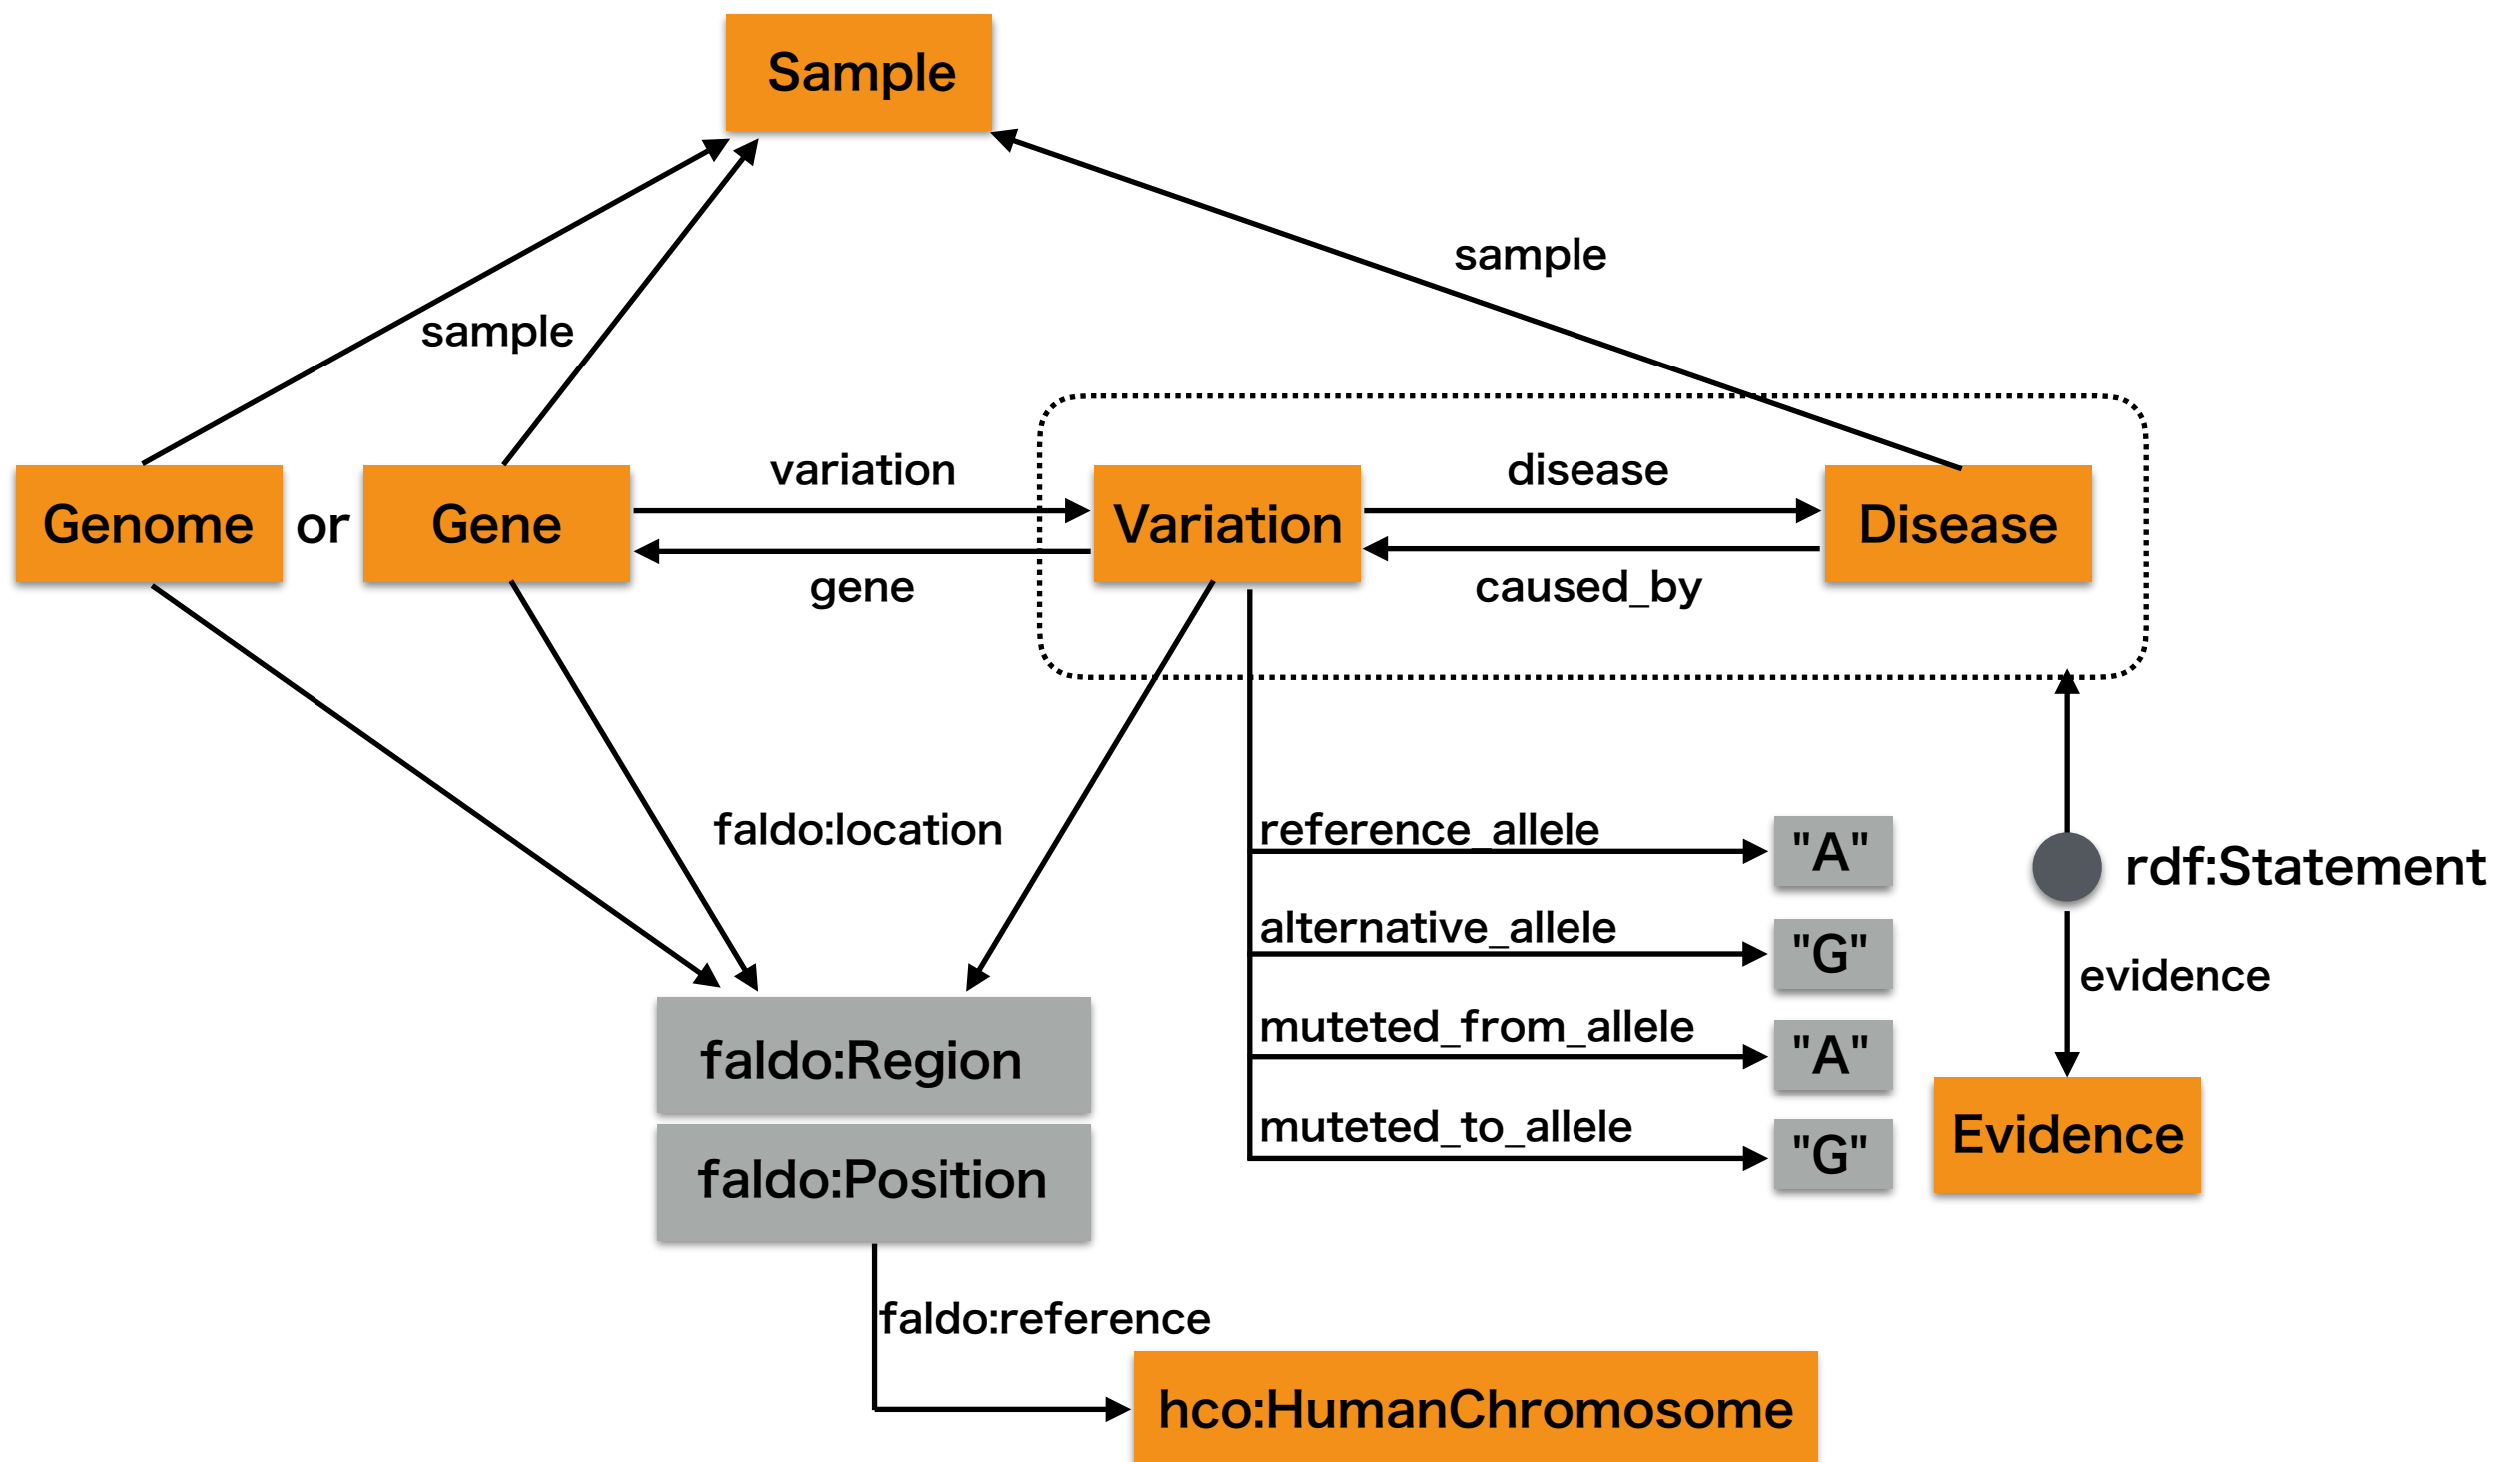 Sample
sample
sample
variation
disease
Genome
or
Gene
Variation
Disease
gene
caused_by
faldo:location
reference_allele
"A"
rdf:Statement
alternative_allele
"G"
evidence
muteted_from_allele
"A"
faldo:Region
muteted_to_allele
"G"
Evidence
faldo:Position
faldo:reference
hco:HumanChromosome